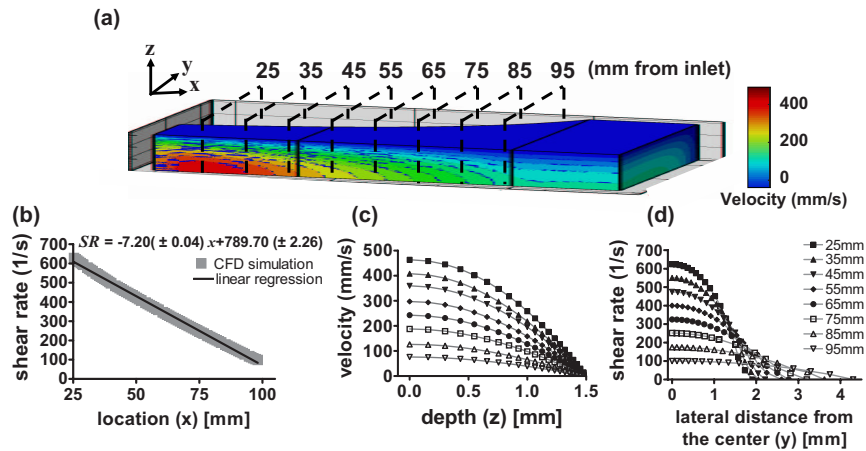 (a)
z
y
x
25 35 45 55 65 75 85 95 (mm from inlet)
400
200
0
Velocity (mm/s)
(b)
SR = -7.20( ± 0.04) x+789.70 (± 2.26)
CFD simulation
linear regression
shear rate (1/s)
700
600
500
400
300
200
100
0
25 50 75 100
location (x) [mm]
(c)
velocity (mm/s)
500
400
300
200
100
0
0.0 0.5 1.0 1.5
depth (z) [mm]
(d)
shear rate (1/s)
700
600
500
400
300
200
100
0
0 1 2 3 4
lateral distance from
the center (y) [mm]
25mm
35mm
45mm
55mm
65mm
75mm
85mm
95mm